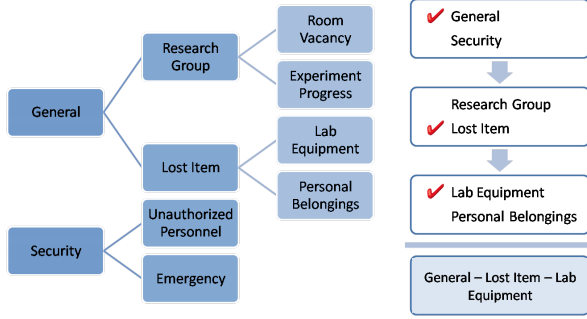 General
Security
Research
Group
Lost Item
Unauthorized
Personnel
Emergency
Room
Vacancy
Experiment
Progress
Lab
Equipment
Personal
Belongings
General
Security
Research Group
Lost Item
Lab Equipment
Personal Belongings
General – Lost Item – Lab
Equipment